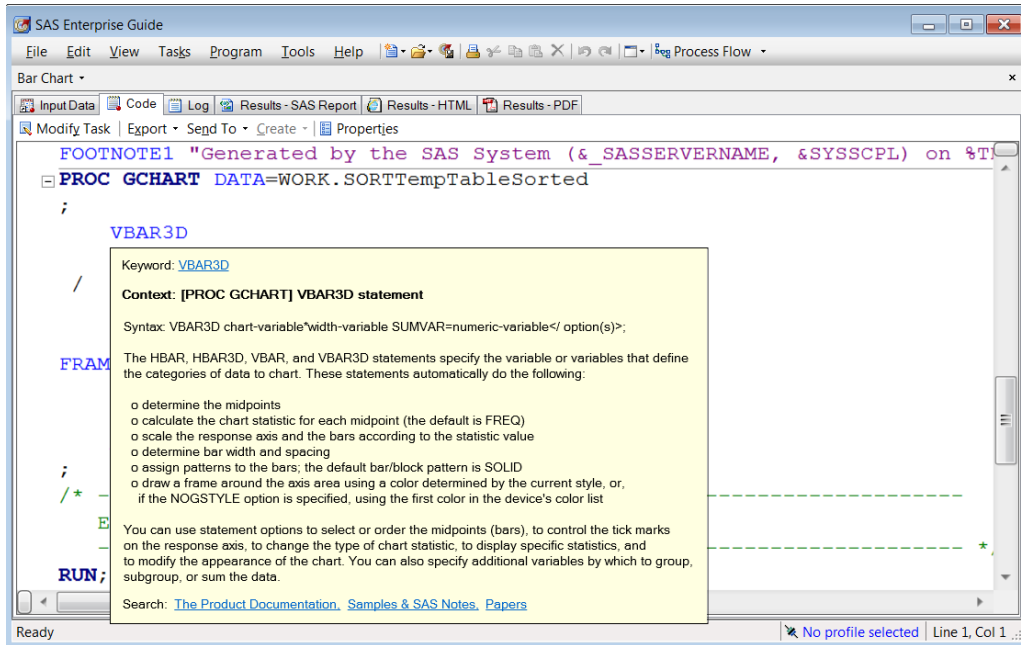 SAS Enterprise Guide
File Edit View Tasks Program Tools Help Process Flow
Bar Chart
Input Data Code Log Results - SAS Report Results - HTML Results - PDF
Modify Task Export Send To Create Properties
FOOTNOTE1 "Generated by the SAS System (&_SASSERVERNAME, &SYSSCPL) on
PROC GCHART DATA=WORK.SORTTempTableSorted
;
VBAR3D
Keyword: VBAR3D
/
Context: [PROC GCHART] VBAR3D statement
Syntax: VBAR3D chart-variable*width-variable SUMVAR=numeric-variable</ option(s)>;
FRAM
The HBAR, HBAR3D, VBAR, and VBAR3D statements specify the variable or variables that define
the categories of data to chart. These statements automatically do the following:
o determine the midpoints
o calculate the chart statistic for each midpoint (the default is FREQ)
o scale the response axis and the bars according to the statistic value
o determine bar width and spacing
o assign patterns to the bars; the default bar/block pattern is SOLID
o draw a frame around the axis area using a color determined by the current style, or,
if the NOGSTYLE option is specified, using the first color in the device's color list
;
/* - -----------------------
E
You can use statement options to select or order the midpoints (bars), to control the tick marks
on the response axis, to change the type of chart statistic, to display specific statistics, and
- ----------------------- *
to modify the appearance of the chart. You can also specify additional variables by which to group,
subgroup, or sum the data.
RUN;
Search: The Product Documentation, Samples & SAS Notes, Papers
Ready No profile selected Line 1, Col 1